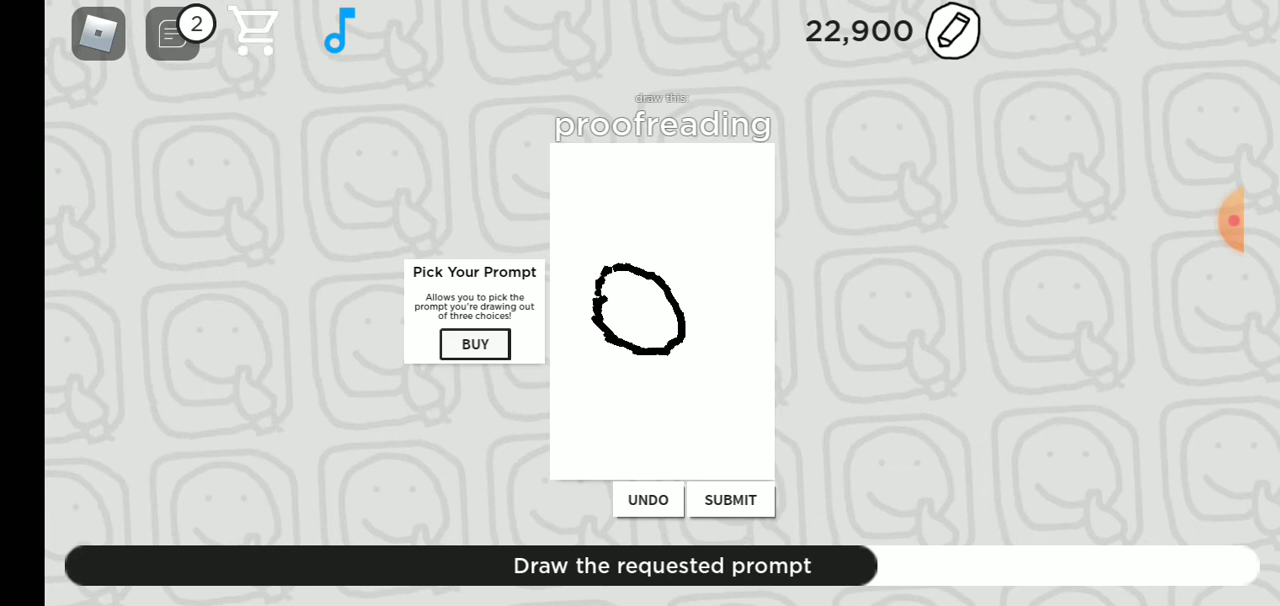 2
22,900
draw this:
proofreading
Pick Your Prompt
Allows you to pick the
prompt you're drawing out
of three choices!
BUY
UNDO
SUBMIT
Draw the requested prompt